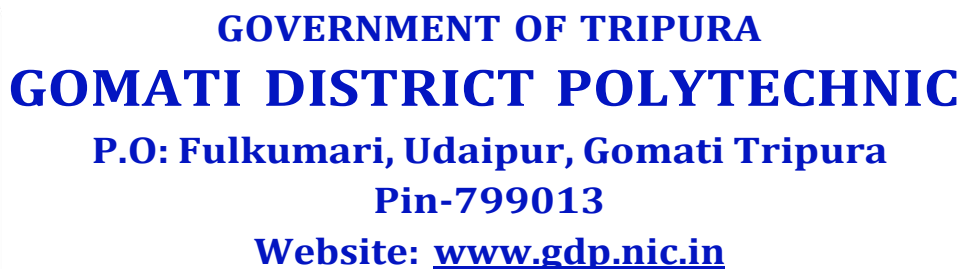 GOVERNMENT OF TRIPURA
GOMATI DISTRICT POLYTECHNIC
P.O: Fulkumari, Udaipur, Gomati Tripura
Pin-799013
Website: www.gdp.nic.in